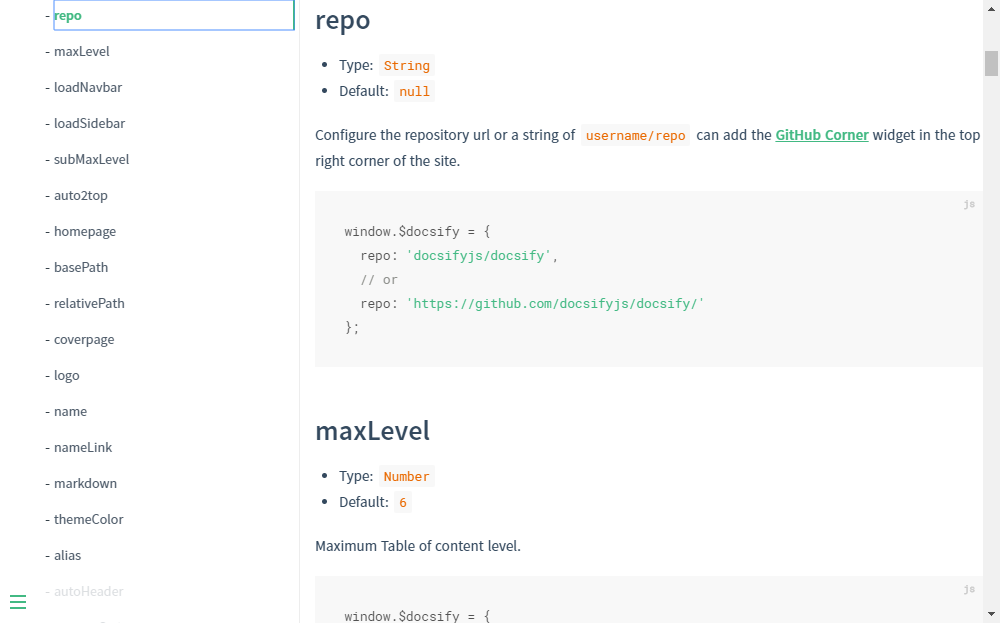 - repo
- maxLevel
- loadNavbar
- loadSidebar
- subMaxLevel
- auto2top
- homepage
- basePath
- relativePath
- coverpage
- logo
- name
- nameLink
- markdown
- themeColor
- alias
- autoHeader
repo
• Type: String
• Default: null
Configure the repository url or a string of username/repo can add the GitHub Corner widget in the top
right corner of the site.
js
window.$docsify = {
  repo: 'docsifyjs/docsify',
  // or
  repo: 'https://github.com/docsifyjs/docsify/'
};
maxLevel
• Type: Number
• Default: 6
Maximum Table of content level.
js
window.$docsify = {